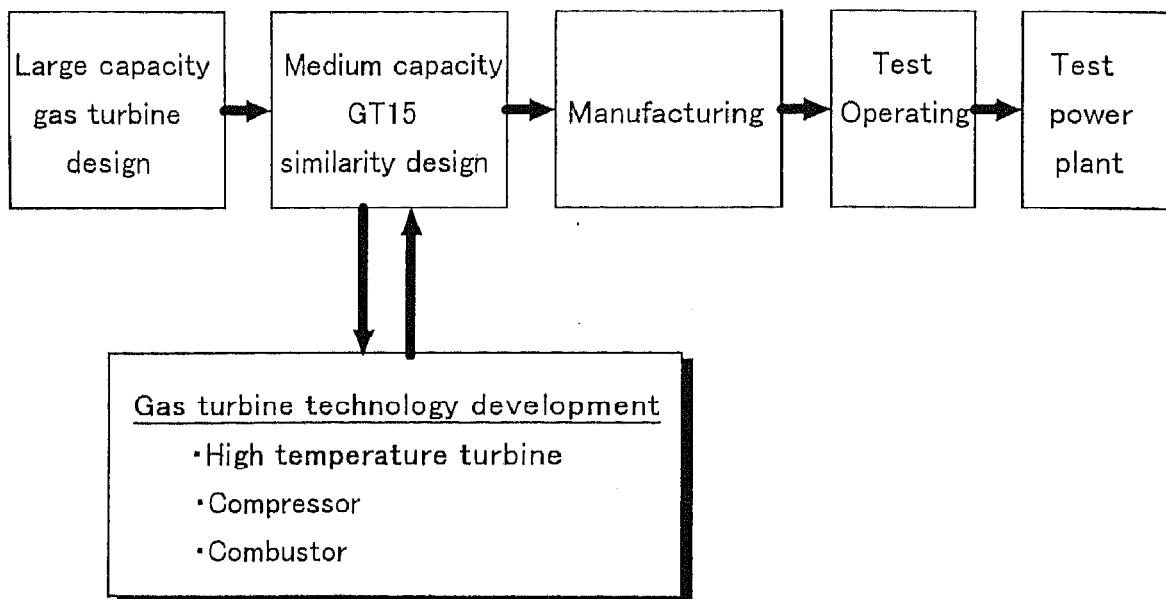 Large capacity
gas turbine
design
Medium capacity
GT15
similarity design
Manufacturing
Test
Operating
Test
power
plant
Gas turbine technology development
・High temperature turbine
・Compressor
・Combustor